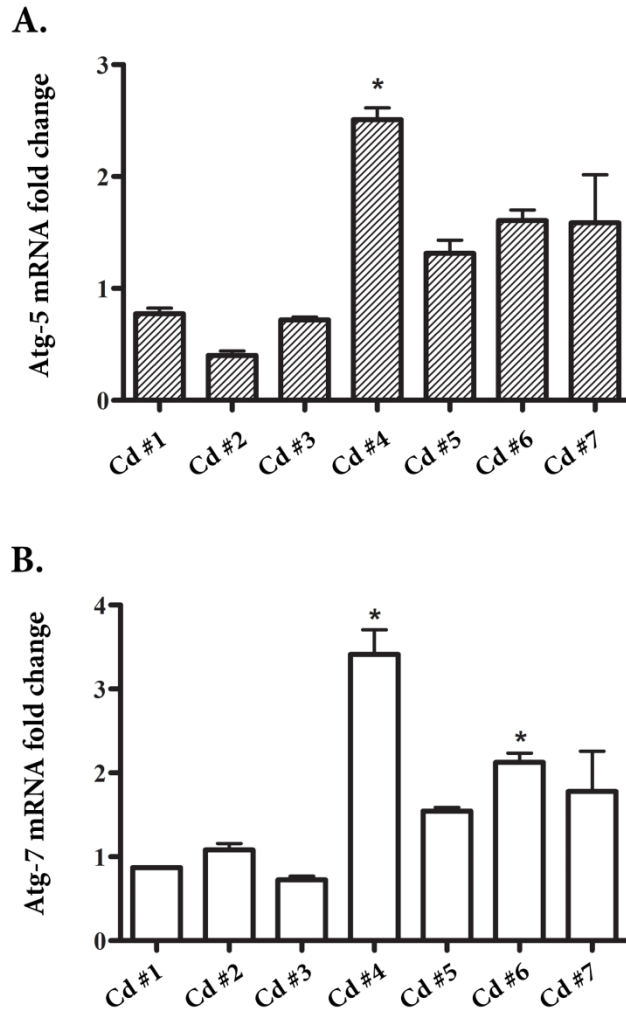 A.
Atg-5 mRNA fold change
3
2
1
0
*
Cd #1
Cd #2
Cd #3
Cd #4
Cd #5
Cd #6
Cd #7
B.
Atg-7 mRNA fold change
4
3
2
1
0
*
*
Cd #1
Cd #2
Cd #3
Cd #4
Cd #5
Cd #6
Cd #7